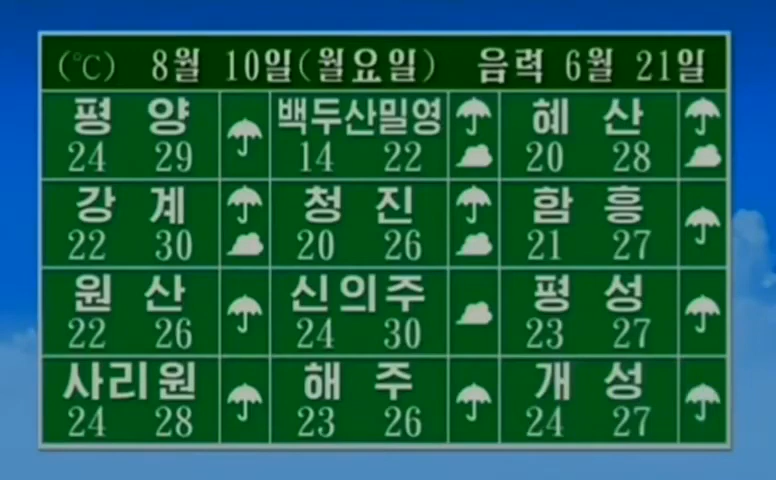 (℃) 8월 10일(월요일) 음력 6월 21일
평양 백두산밀영 혜산
24 29 14 22 20 28
강계 청진 함흥
22 30 20 26 21 27
원산 신의주 평성
22 26 24 30 23 27
사리원 해주 개성
24 28 23 26 24 27